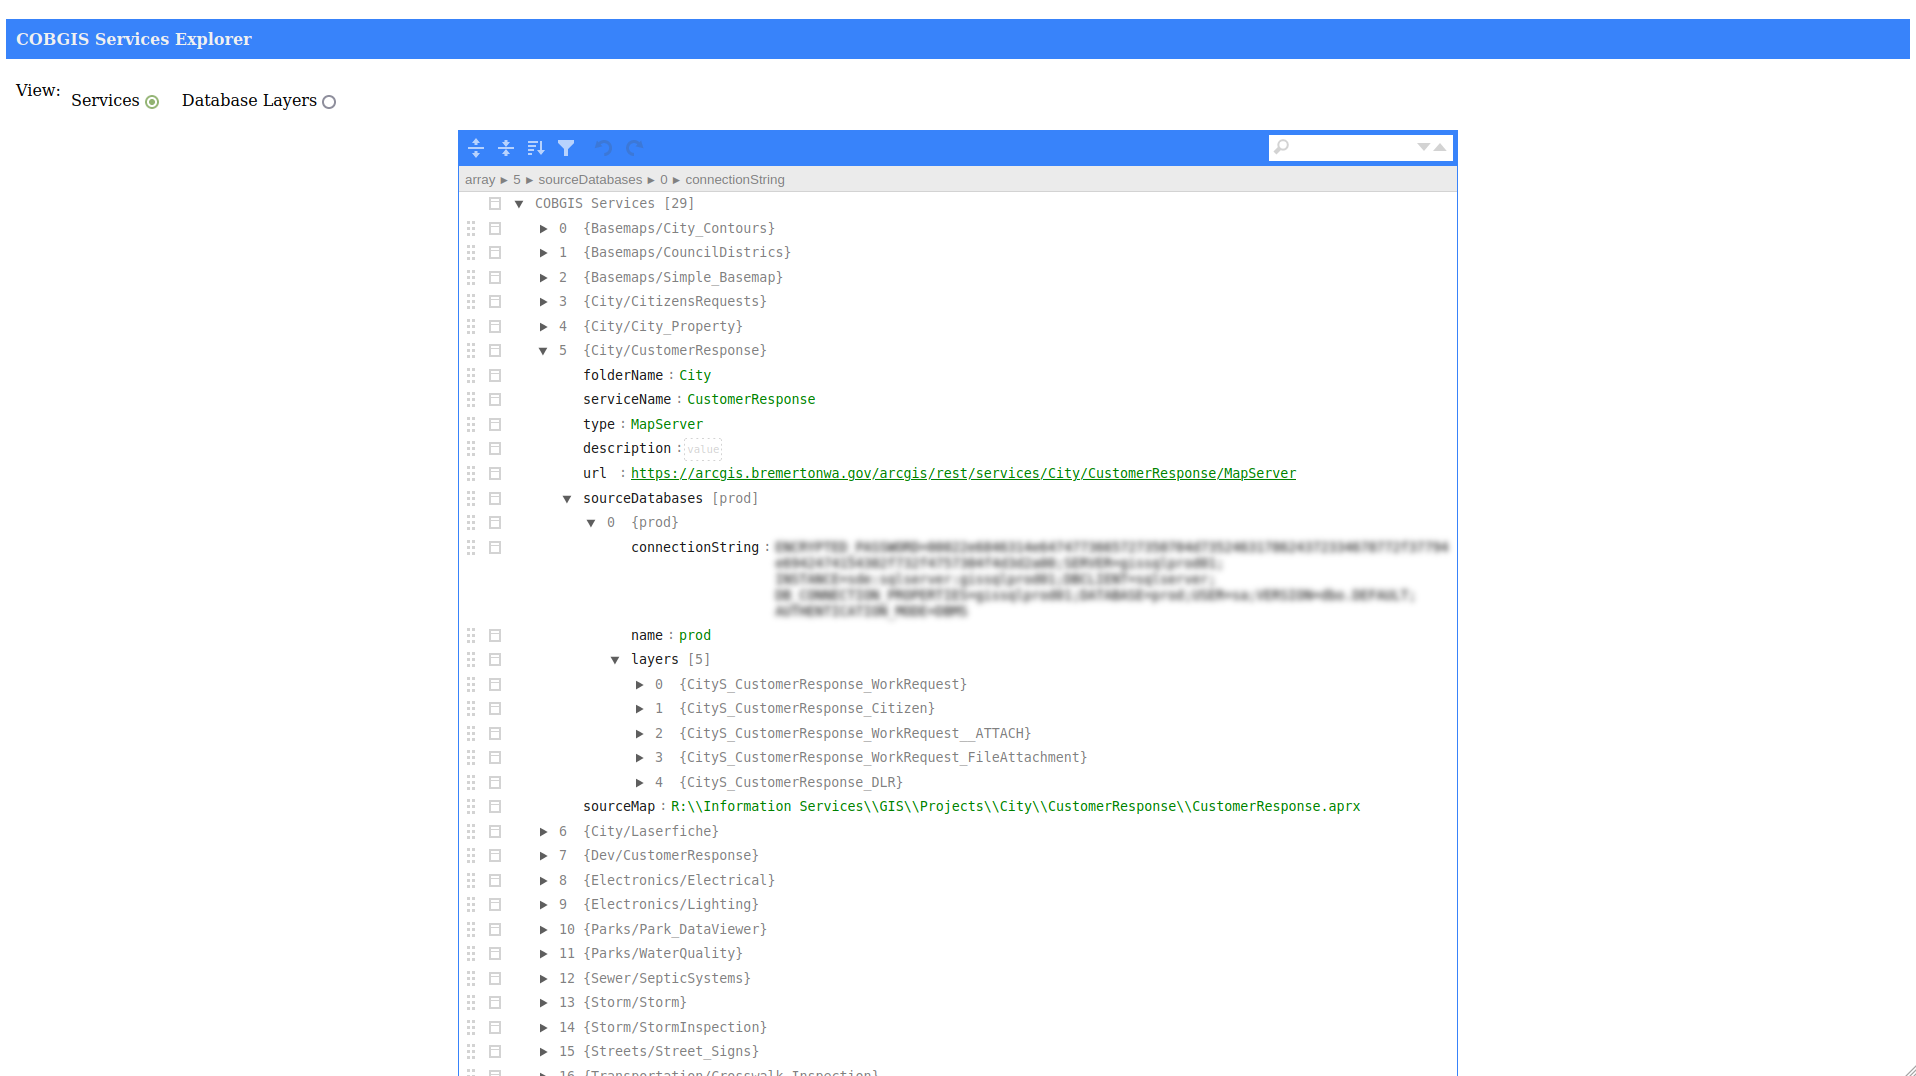 COBGIS Services Explorer
View: Services Database Layers
array ► 5 ► sourceDatabases ► 0 ► connectionString
COBGIS Services [29]
0 {Basemaps/City_Contours}
1 {Basemaps/CouncilDistrics}
2 {Basemaps/Simple_Basemap}
3 {City/CitizensRequests}
4 {City/City_Property}
5 {City/CustomerResponse}
folderName : City
serviceName : CustomerResponse
type : MapServer
description : value
url : https://arcgis.bremertonwa.gov/arcgis/rest/services/City/CustomerResponse/MapServer
sourceDatabases [prod]
0 {prod}
connectionString :
name : prod
layers [5]
0 {CityS_CustomerResponse_WorkRequest}
1 {CityS_CustomerResponse_Citizen}
2 {CityS_CustomerResponse_WorkRequest__ATTACH}
3 {CityS_CustomerResponse_WorkRequest_FileAttachment}
4 {CityS_CustomerResponse_DLR}
sourceMap : R:\\Information Services\\GIS\\Projects\\City\\CustomerResponse\\CustomerResponse.aprx
6 {City/Laserfiche}
7 {Dev/CustomerResponse}
8 {Electronics/Electrical}
9 {Electronics/Lighting}
10 {Parks/Park_DataViewer}
11 {Parks/WaterQuality}
12 {Sewer/SepticSystems}
13 {Storm/Storm}
14 {Storm/StormInspection}
15 {Streets/Street_Signs}
16 {Transportation/Crosswalk_Inspection}